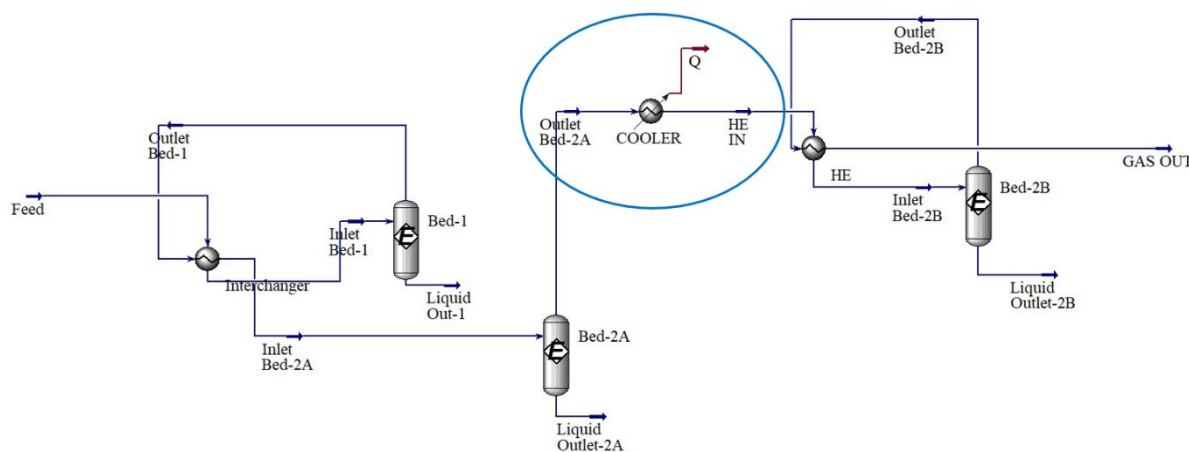 Outlet
Bed-2B
Q
Outlet
Bed-2A
COOLER
HE
IN
Outlet
Bed-1
HE
GAS OUT
Bed-2B
Inlet
Bed-2B
Feed
Inlet
Bed-1
E
Bed-1
E
Interchanger
Liquid
Out-1
Liquid
Outlet-2B
Inlet
Bed-2A
E
Bed-2A
Liquid
Outlet-2A